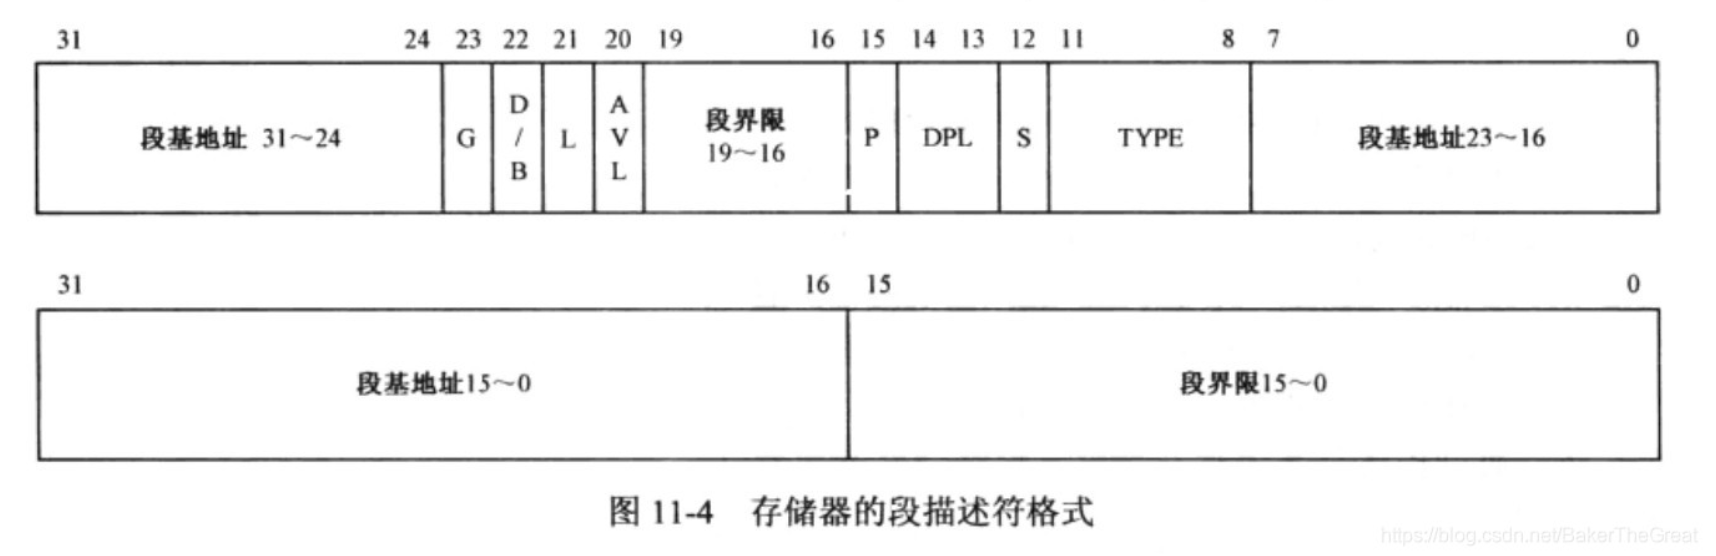 31 24 23 22 21 20 19 16 15 14 13 12 11 8 7 0
段基地址 31～24 G D/B L AVL 段界限 19～16 P DPL S TYPE 段基地址23～16
31 16 15 0
段基地址15～0 段界限15～0
图 11-4 存储器的段描述符格式
https://blog.csdn.net/BakerTheGreat